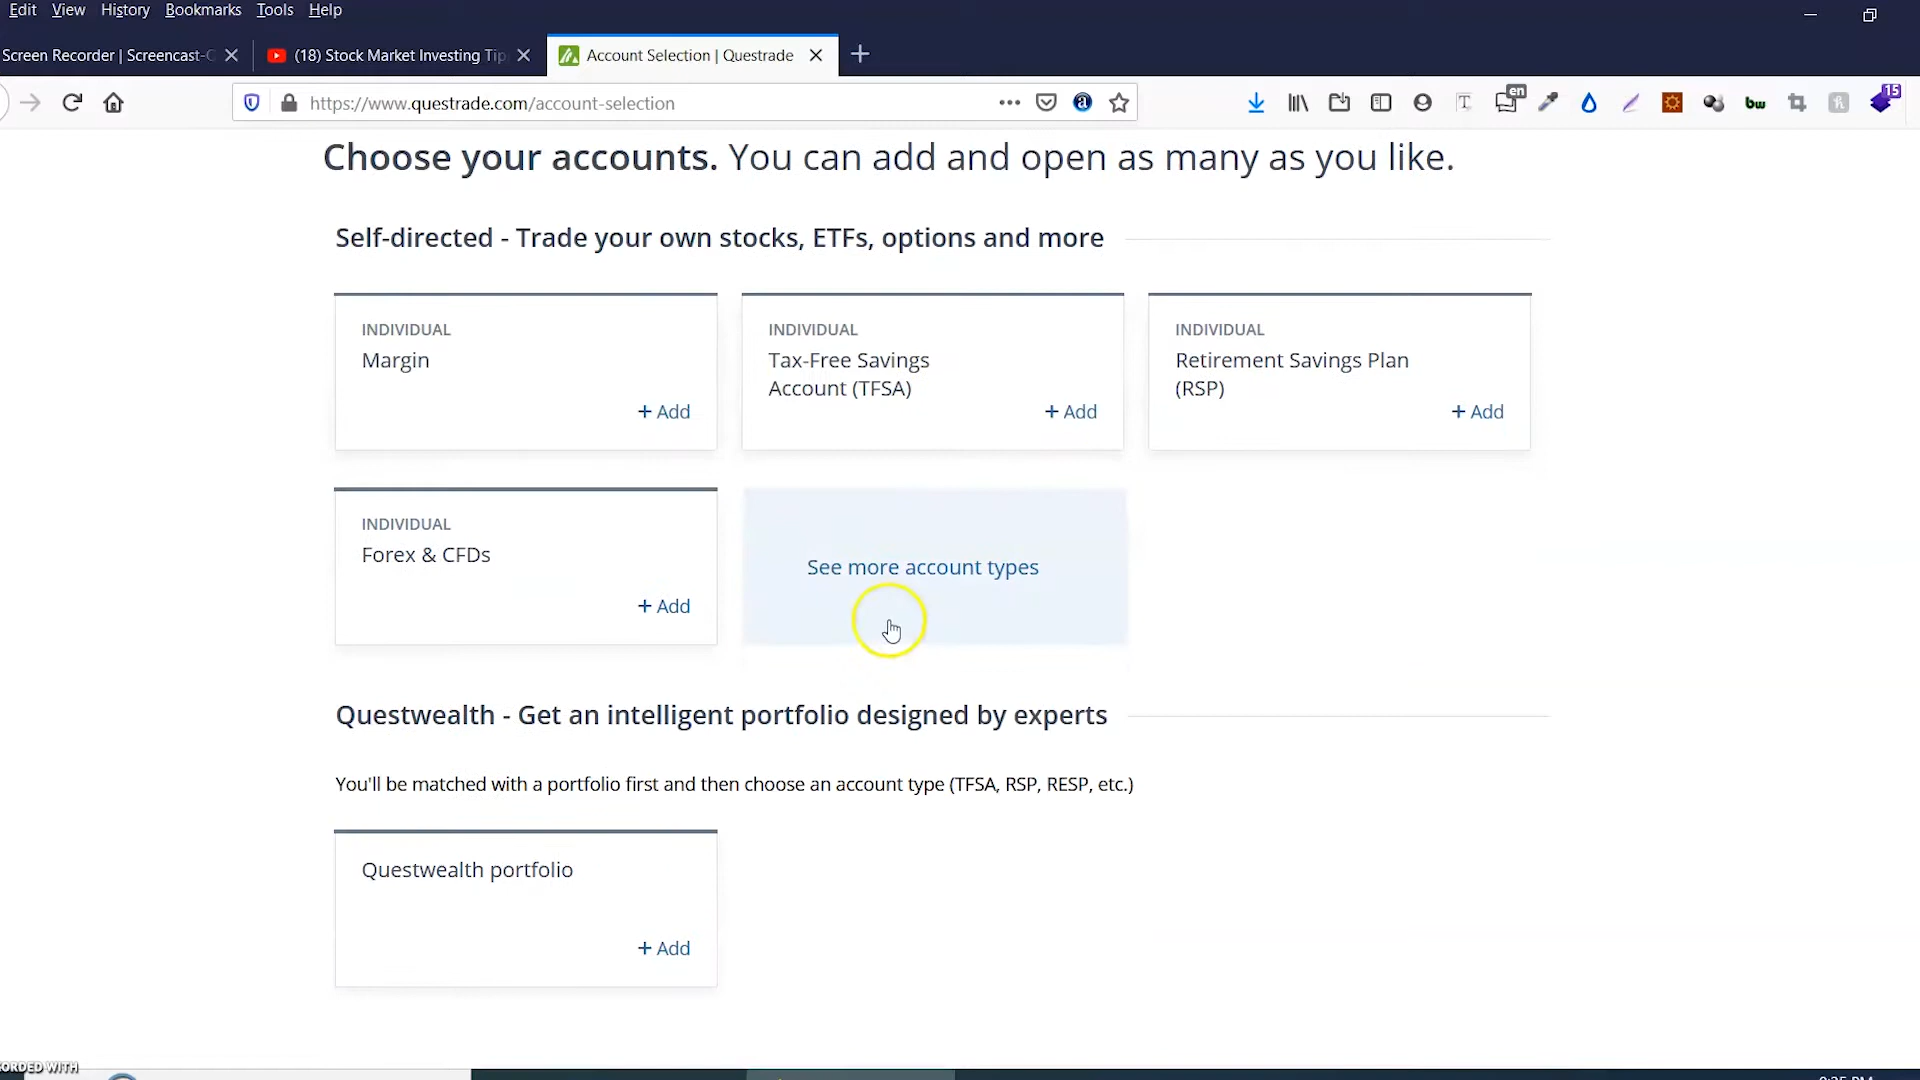 Edit View History Bookmarks Tools Help
Screen Recorder | Screencast-O
(18) Stock Market Investing Tip
Account Selection | Questrade
https://www.questrade.com/account-selection
en
a
T
bw
15
Choose your accounts. You can add and open as many as you like.
Self-directed - Trade your own stocks, ETFs, options and more
INDIVIDUAL
Margin
+ Add
INDIVIDUAL
Tax-Free Savings
Account (TFSA)
+ Add
INDIVIDUAL
Retirement Savings Plan
(RSP)
+ Add
INDIVIDUAL
Forex & CFDs
+ Add
See more account types
Questwealth - Get an intelligent portfolio designed by experts
You'll be matched with a portfolio first and then choose an account type (TFSA, RSP, RESP, etc.)
Questwealth portfolio
+ Add
ORDED WITH